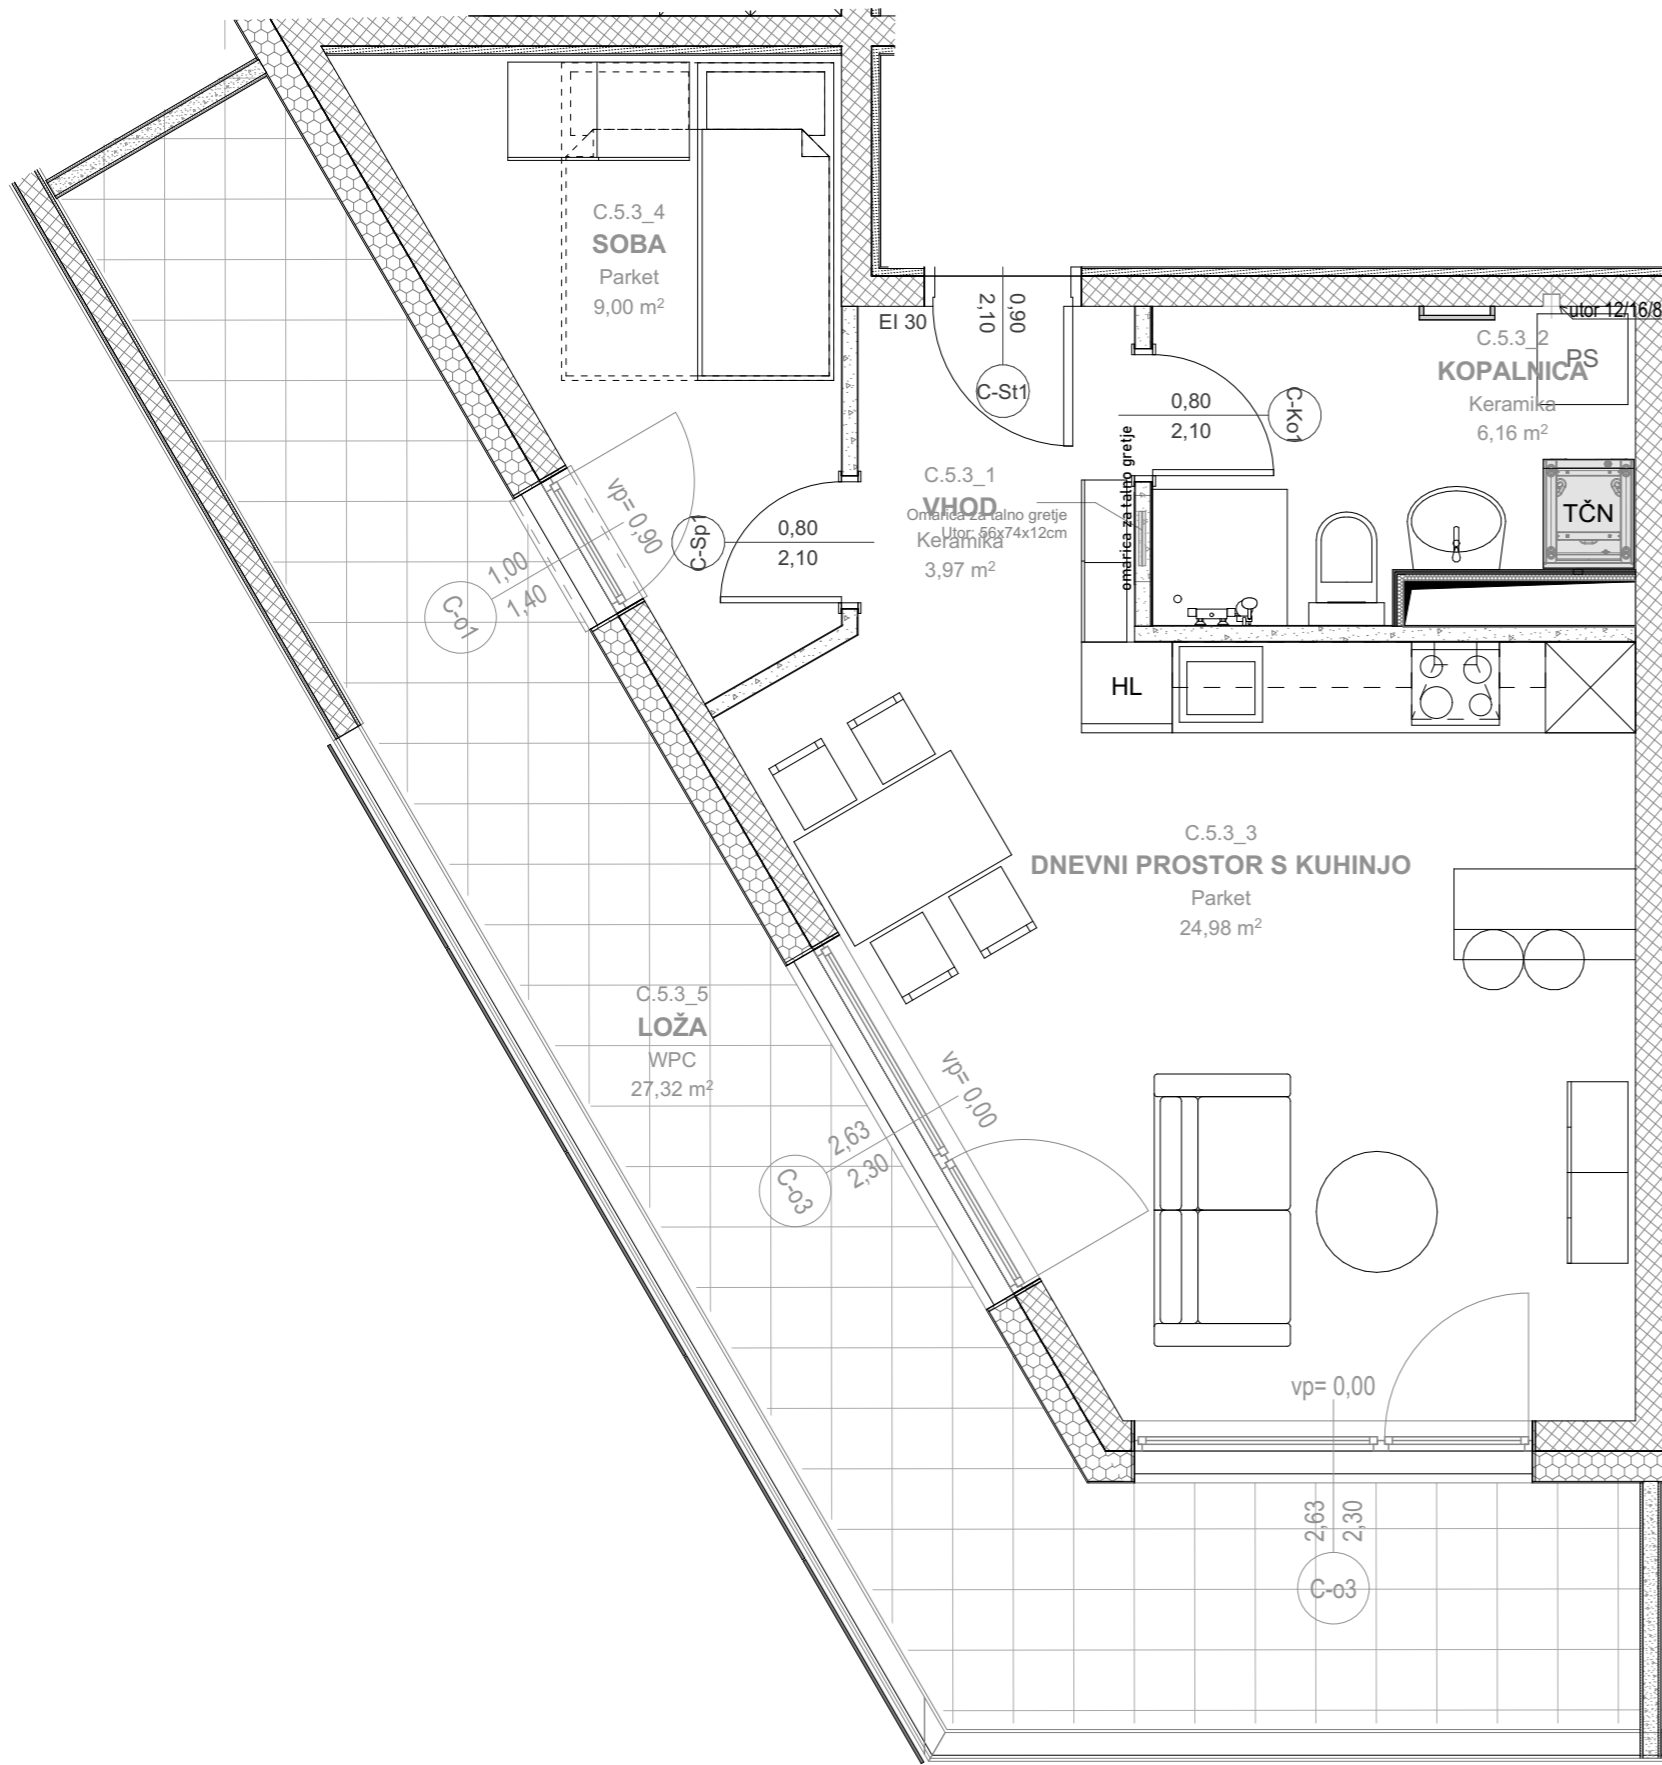 C.5.3_4
SOBA
Parket
9,00 m²
EI 30
0,90
2,10
C-St1
utor 12/16/8
C.5.3_2
KOPALNICA
PS
Keramika
6,16 m²
0,80
2,10
C-Ko1
omarica za talno gretje
C.5.3_1
VHOD
Omarica za talno gretje
Utor: 56x74x12cm
Keramika
3,97 m²
TČN
vp= 0,90
1,00
1,40
C-o1
C-Sp1
0,80
2,10
HL
C.5.3_3
DNEVNI PROSTOR S KUHINJO
Parket
24,98 m²
C.5.3_5
LOŽA
WPC
27,32 m²
vp= 0,00
2,63
2,30
C-o3
vp= 0,00
2,63
2,30
C-o3